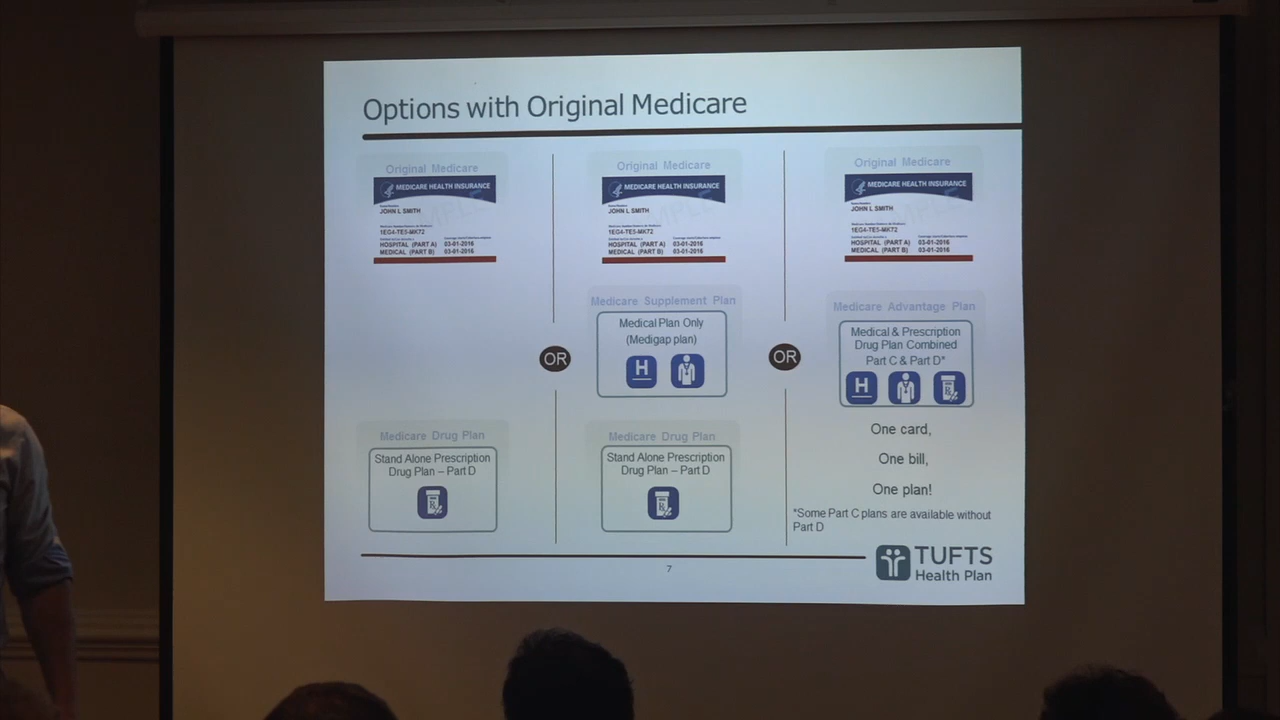 Options with Original Medicare
Original Medicare
MEDICARE HEALTH INSURANCE
JOHN L SMITH
1EG4-TE5-MK72
HOSPITAL (PART A) 03-01-2016
MEDICAL (PART B) 03-01-2016
Medicare Drug Plan
Stand Alone Prescription
Drug Plan – Part D
OR
Original Medicare
MEDICARE HEALTH INSURANCE
JOHN L SMITH
1EG4-TE5-MK72
HOSPITAL (PART A) 03-01-2016
MEDICAL (PART B) 03-01-2016
Medicare Supplement Plan
Medical Plan Only
(Medigap plan)
H
Medicare Drug Plan
Stand Alone Prescription
Drug Plan – Part D
OR
Original Medicare
MEDICARE HEALTH INSURANCE
JOHN L SMITH
1EG4-TE5-MK72
HOSPITAL (PART A) 03-01-2016
MEDICAL (PART B) 03-01-2016
Medicare Advantage Plan
Medical & Prescription
Drug Plan Combined
Part C & Part D*
H
One card,
One bill,
One plan!
*Some Part C plans are available without
Part D
7
TUFTS
Health Plan